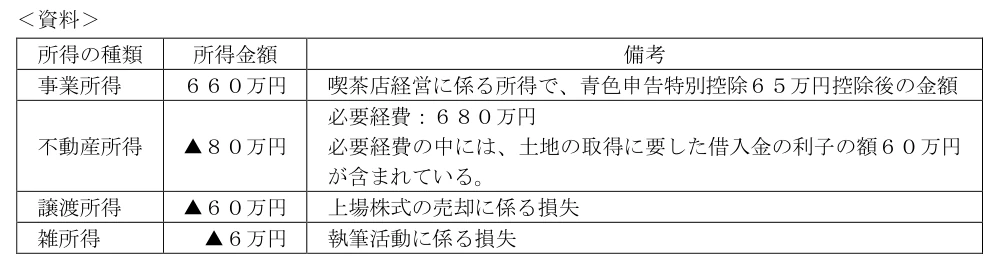 ＜資料＞
所得の種類 所得金額 備考
事業所得 ６６０万円 喫茶店経営に係る所得で、青色申告特別控除６５万円控除後の金額
不動産所得 ▲８０万円 必要経費：６８０万円
必要経費の中には、土地の取得に要した借入金の利子の額６０万円
が含まれている。
譲渡所得 ▲６０万円 上場株式の売却に係る損失
雑所得 ▲６万円 執筆活動に係る損失